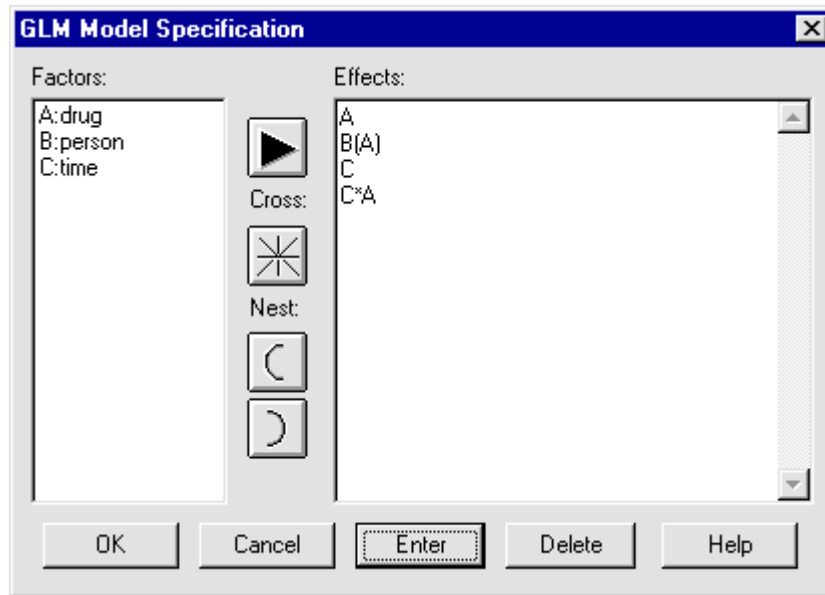 GLM Model Specification
Factors:
A:drug
B:person
C:time
Cross:
Nest:
Effects:
A
B(A)
C
C*A
OK
Cancel
Enter
Delete
Help